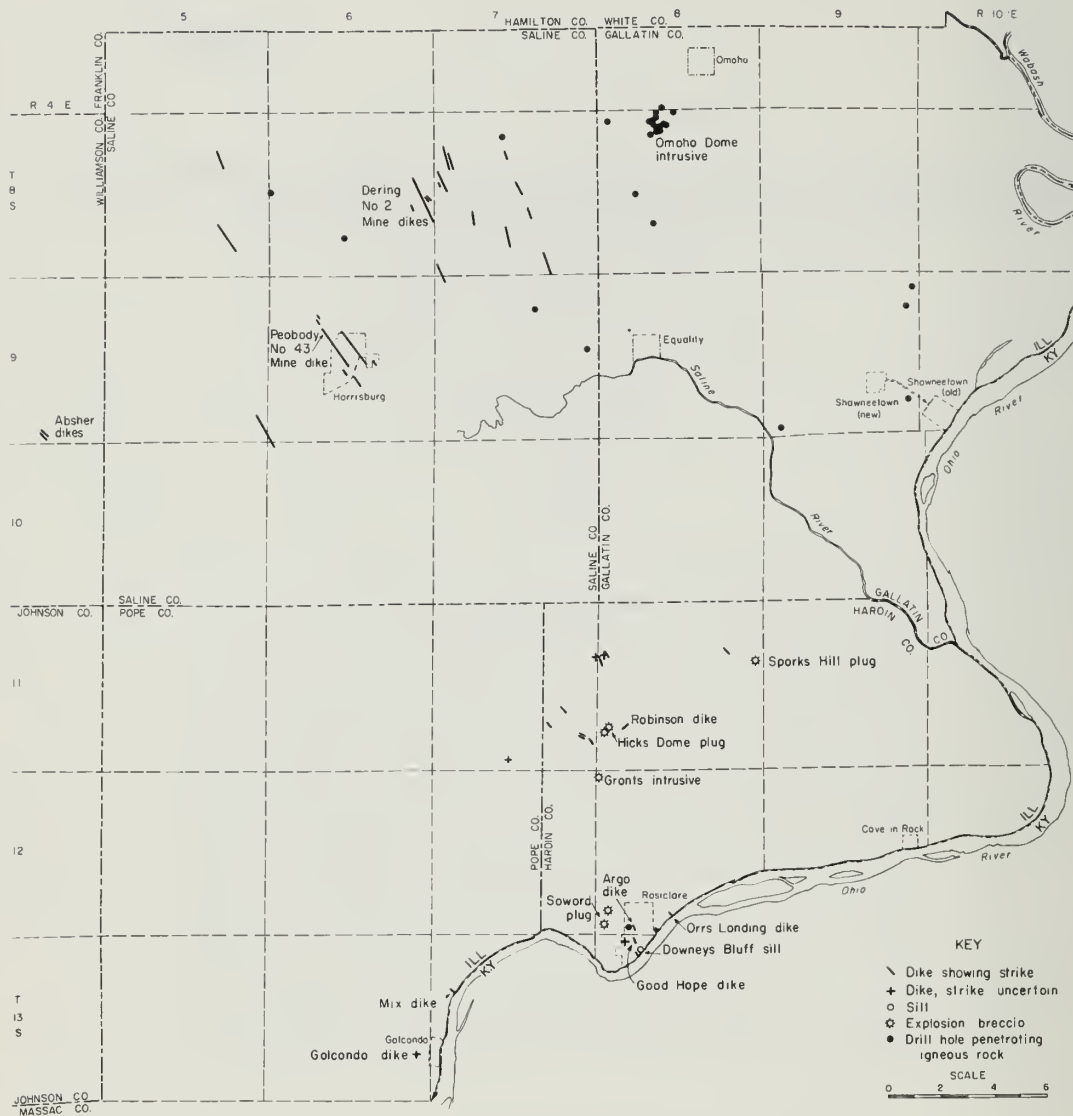 5
6
7
8
R 10 E
HAMILTON CO.
WHITE CO.
SALINE CO.
GALLATIN CO.
Omaha
Wabash
River
R 4 E
WILLIAMSON CO. FRANKLIN CO.
SALINE CO
T
8
S
Omaha Dome
intrusive
Dering
No 2
Mine dikes
Peabody
No 43
Mine dike
Harrisburg
9
Equality
Saline
River
Shawneetown
(old)
Shawneetown
(new)
ILL
KY
River
Ohio
Absher
dikes
10
SALINE CO
GALLATIN CO.
JOHNSON CO.
SALINE CO.
POPE CO.
GALLATIN CO
HARDIN CO.
11
Sparks Hill plug
Robinson dike
Hicks Dome plug
Grants intrusive
ILL
KY
12
POPE CO.
HARDIN CO.
Cave in Rock
River
Ohio
Argo
dike
Rosiclare
Soward
plug
Orrs Landing dike
Downeys Bluff sill
Good Hope dike
ILL
KY
T
13
S
Mix dike
Golconda
Golconda dike
JOHNSON CO.
MASSAC CO.
KEY
Dike showing strike
Dike, strike uncertain
Sill
Explosion breccia
Drill hole penetrating
igneous rock
SCALE
0 2 4 6